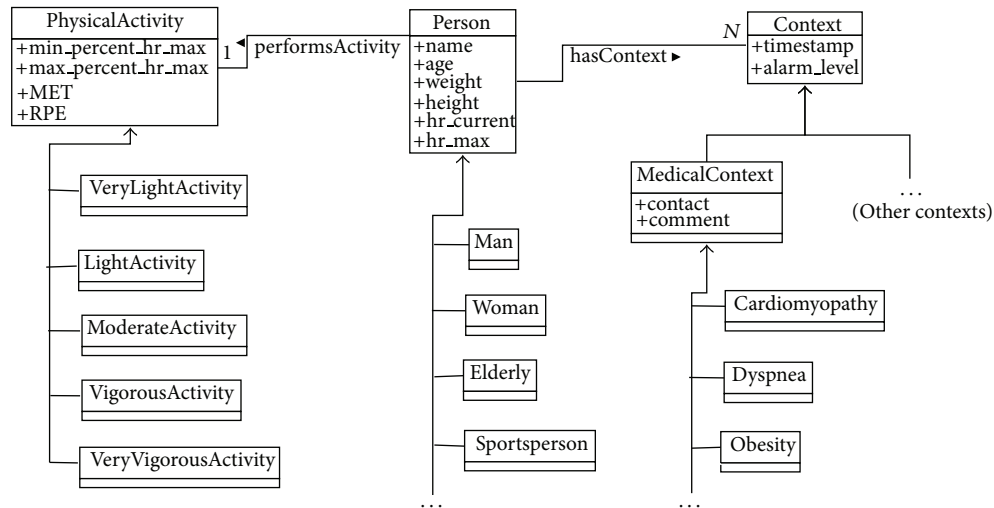 PhysicalActivity
+min_percent_hr_max
+max_percent_hr_max
+MET
+RPE
1
performsActivity
Person
+name
+age
+weight
+height
+hr_current
+hr_max
hasContext
N
Context
+timestamp
+alarm_level
VeryLightActivity
LightActivity
ModerateActivity
VigorousActivity
VeryVigorousActivity
Man
Woman
Elderly
Sportsperson
...
MedicalContext
+contact
+comment
...
(Other contexts)
Cardiomyopathy
Dyspnea
Obesity
...